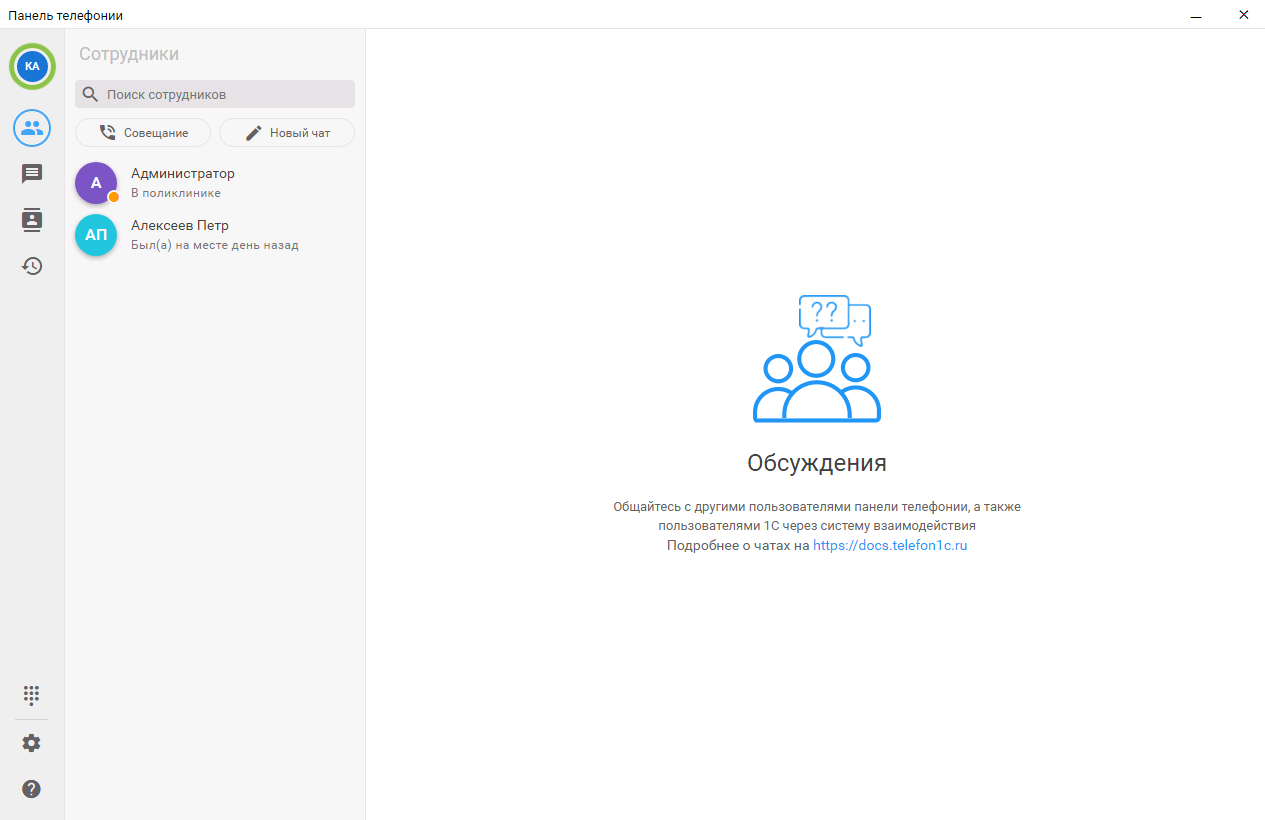 Панель телефонии
КА
Сотрудники
Поиск сотрудников
Совещание
Новый чат
А
Администратор
В поликлинике
АП
Алексеев Петр
Был(а) на месте день назад
??
Обсуждения
Общайтесь с другими пользователями панели телефонии, а также
пользователями 1С через систему взаимодействия
Подробнее о чатах на https://docs.telefon1c.ru
?